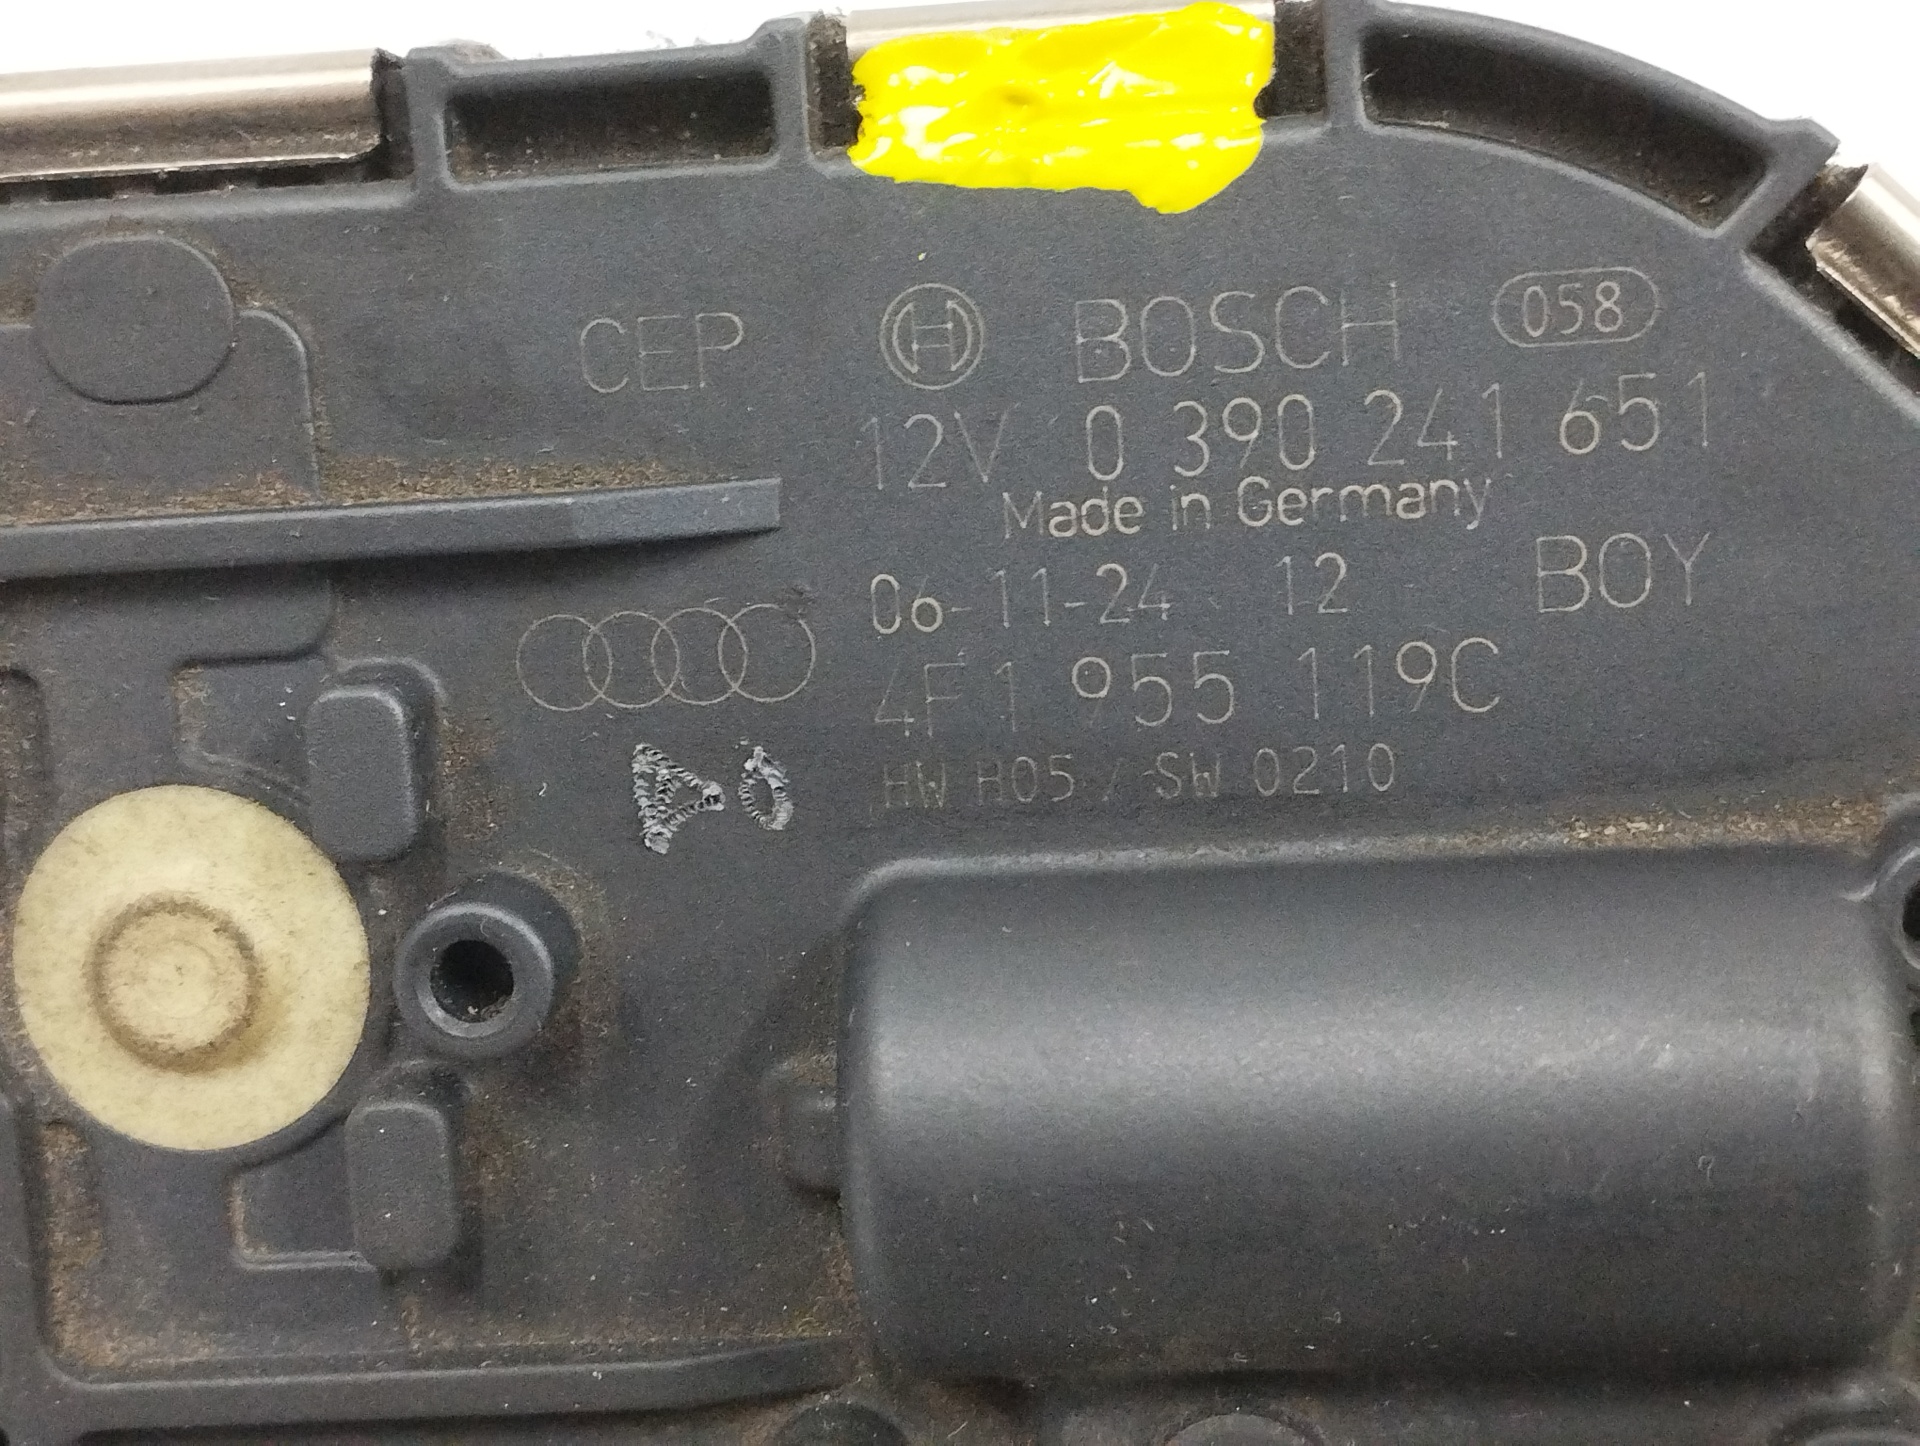 CEP BOSCH 058
12V 0 390 241 651
Made in Germany
06-11-24 12 BOY
4F1 955 119C
HW H05 / SW 0210
A0